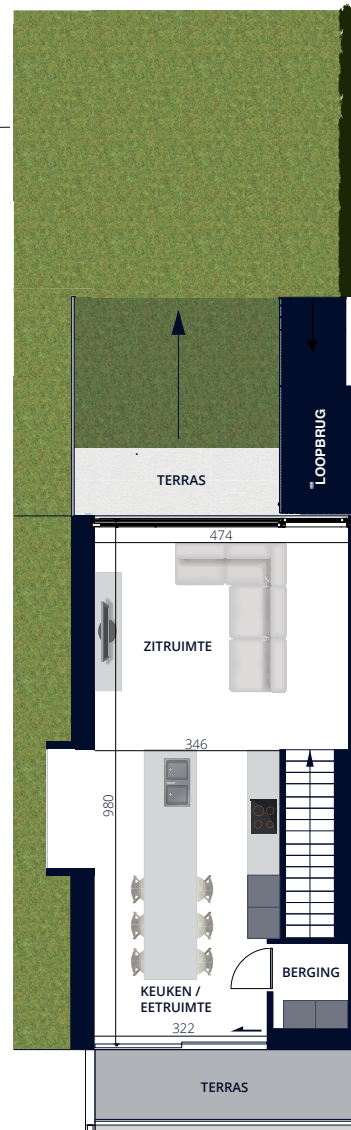 LOOPBRUG
TERRAS
474
ZITRUIMTE
346
980
BERGING
KEUKEN /
EETRUIMTE
322
TERRAS